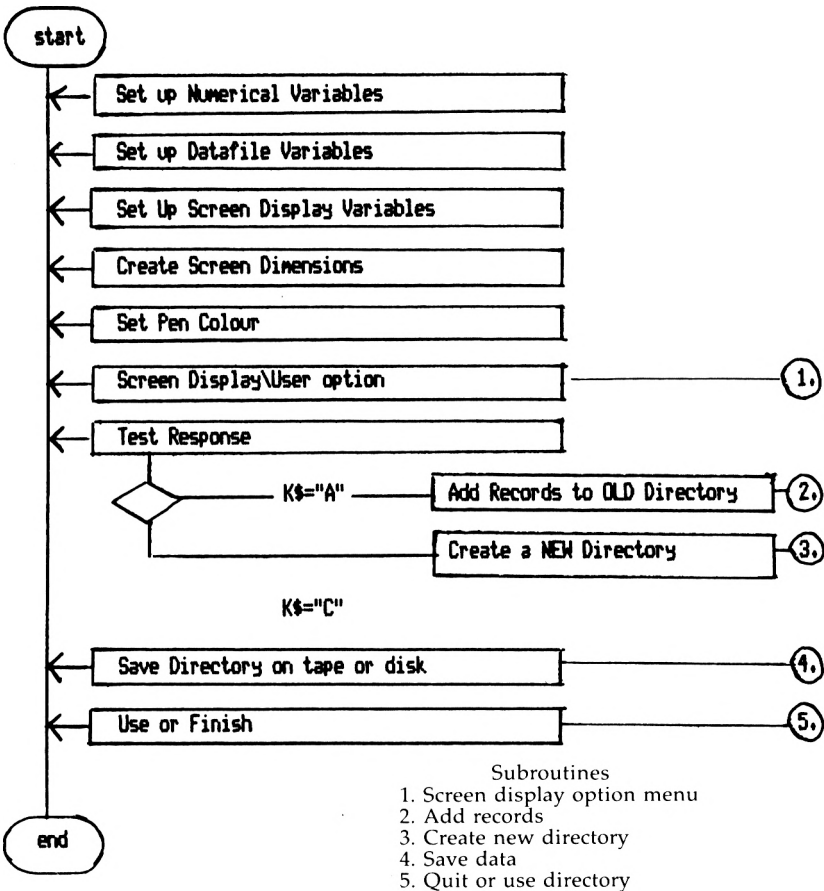 start
Set up Numerical Variables
Set up Datafile Variables
Set Up Screen Display Variables
Create Screen Dimensions
Set Pen Colour
Screen Display\User option
1.
Test Response
K$="A"
Add Records to OLD Directory
2.
Create a NEW Directory
3.
K$="C"
Save Directory on tape or disk
4.
Use or Finish
5.
end
Subroutines
1. Screen display option menu
2. Add records
3. Create new directory
4. Save data
5. Quit or use directory